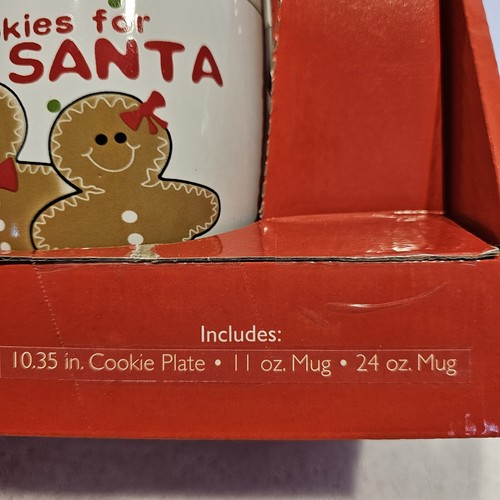 kies for
SANTA
Includes:
10.35 in. Cookie Plate • 11 oz. Mug • 24 oz. Mug